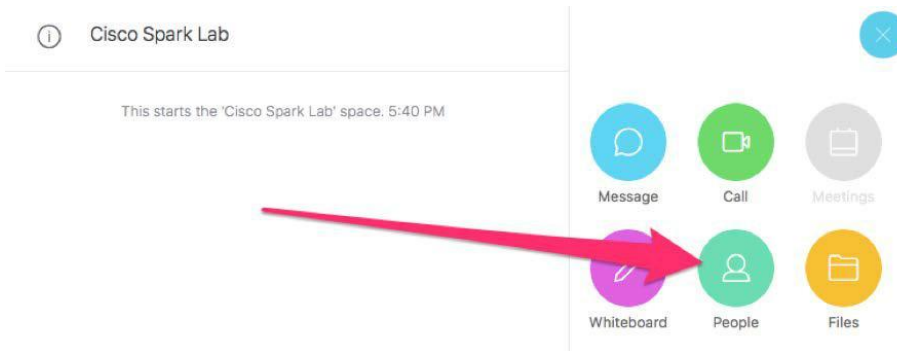 Cisco Spark Lab
This starts the 'Cisco Spark Lab' space. 5:40 PM
Message
Call
Meetings
Whiteboard
People
Files